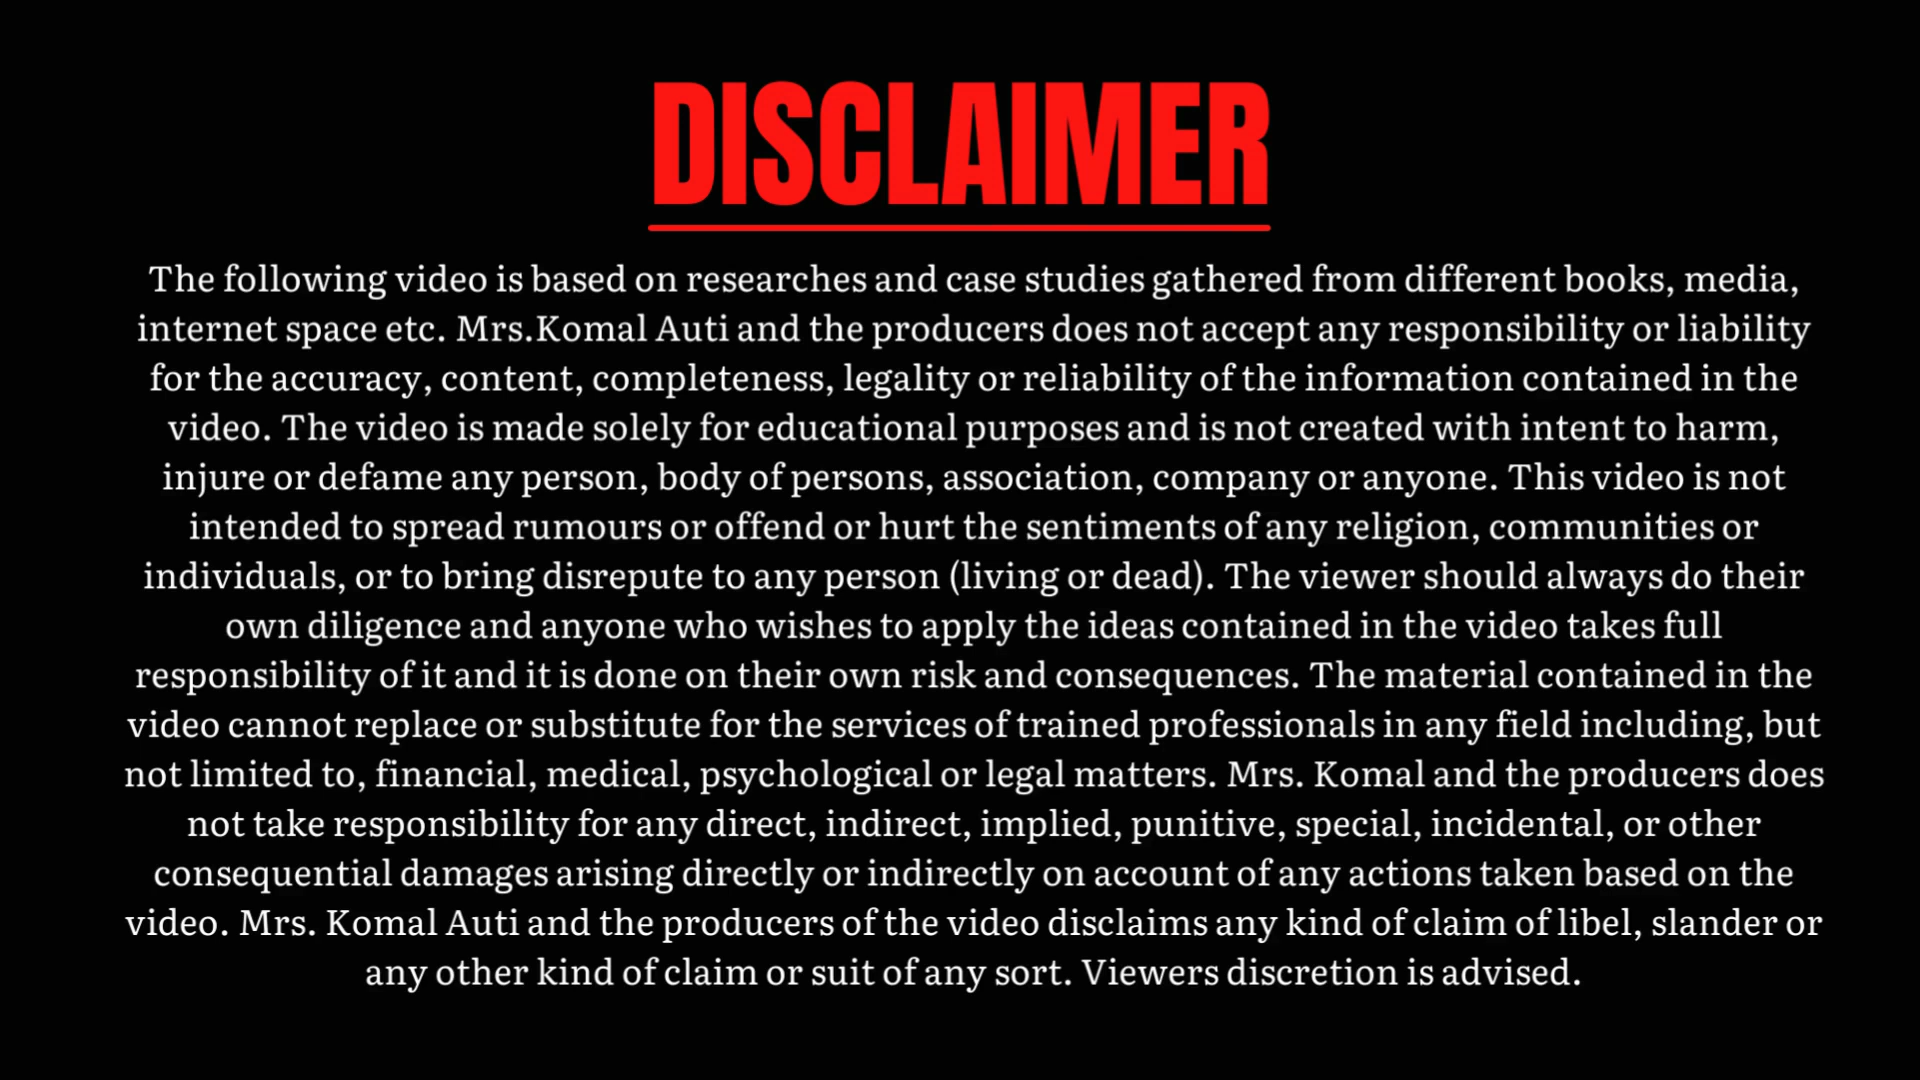 DISCLAIMER
The following video is based on researches and case studies gathered from different books, media,
internet space etc. Mrs.Komal Auti and the producers does not accept any responsibility or liability
for the accuracy, content, completeness, legality or reliability of the information contained in the
video. The video is made solely for educational purposes and is not created with intent to harm,
injure or defame any person, body of persons, association, company or anyone. This video is not
intended to spread rumours or offend or hurt the sentiments of any religion, communities or
individuals, or to bring disrepute to any person (living or dead). The viewer should always do their
own diligence and anyone who wishes to apply the ideas contained in the video takes full
responsibility of it and it is done on their own risk and consequences. The material contained in the
video cannot replace or substitute for the services of trained professionals in any field including, but
not limited to, financial, medical, psychological or legal matters. Mrs. Komal and the producers does
not take responsibility for any direct, indirect, implied, punitive, special, incidental, or other
consequential damages arising directly or indirectly on account of any actions taken based on the
video. Mrs. Komal Auti and the producers of the video disclaims any kind of claim of libel, slander or
any other kind of claim or suit of any sort. Viewers discretion is advised.